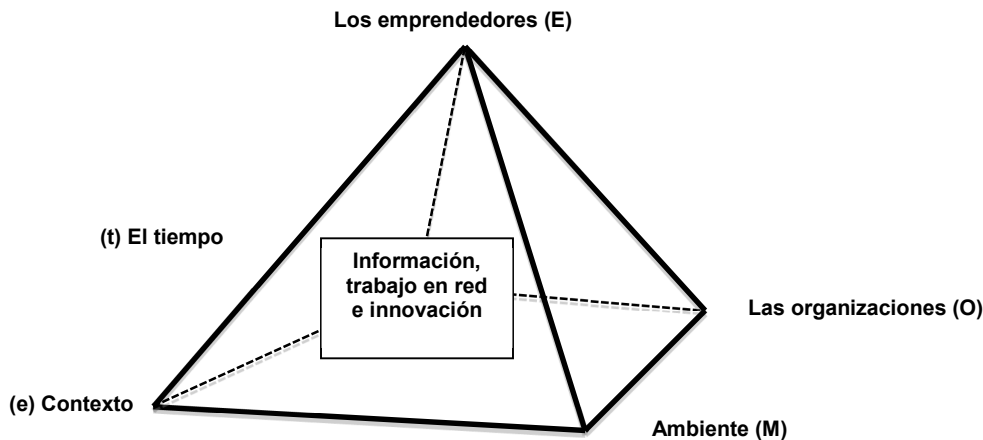 Los emprendedores (E)
(t) El tiempo
Información,
trabajo en red
e innovación
Las organizaciones (O)
(e) Contexto
Ambiente (M)